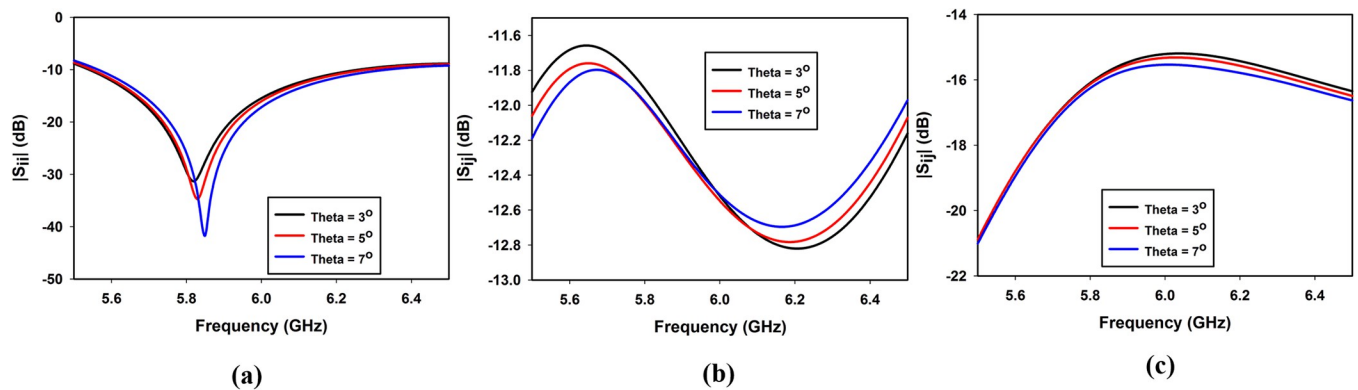 0
-10
-20
-30
-40
-50
|Sii| (dB)
5.6 5.8 6.0 6.2 6.4
Frequency (GHz)
Theta = 3O
Theta = 5O
Theta = 7O
(a)
-11.6
-11.8
-12.0
-12.2
-12.4
-12.6
-12.8
-13.0
|Sij| (dB)
5.6 5.8 6.0 6.2 6.4
Frequency (GHz)
Theta = 3O
Theta = 5O
Theta = 7O
(b)
-14
-16
-18
-20
-22
|Sij| (dB)
5.6 5.8 6.0 6.2 6.4
Frequency (GHz)
Theta = 3O
Theta = 5O
Theta = 7O
(c)